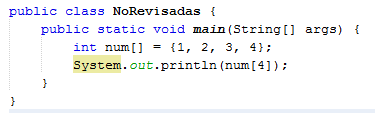 public class NoRevisadas {
public static void main(String[] args) {
int num[] = {1, 2, 3, 4};
System.out.println(num[4]);
}
}